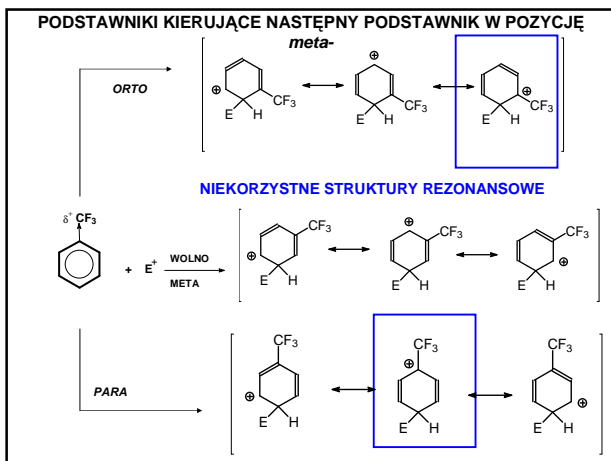 PODSTAWNIKI KIERUJĄCE NASTĘPNY PODSTAWNIK W POZYCJĘ
meta-
ORTO
⊕
E H
CF3
⊕
E H
CF3
⊕
E H
CF3
NIEKORZYSTNE STRUKTURY REZONANSOWE
δ+ CF3
+ E+
WOLNO
META
⊕
E H
CF3
⊕
E H
CF3
⊕
E H
CF3
PARA
CF3
⊕
E H
CF3
⊕
E H
CF3
⊕
E H